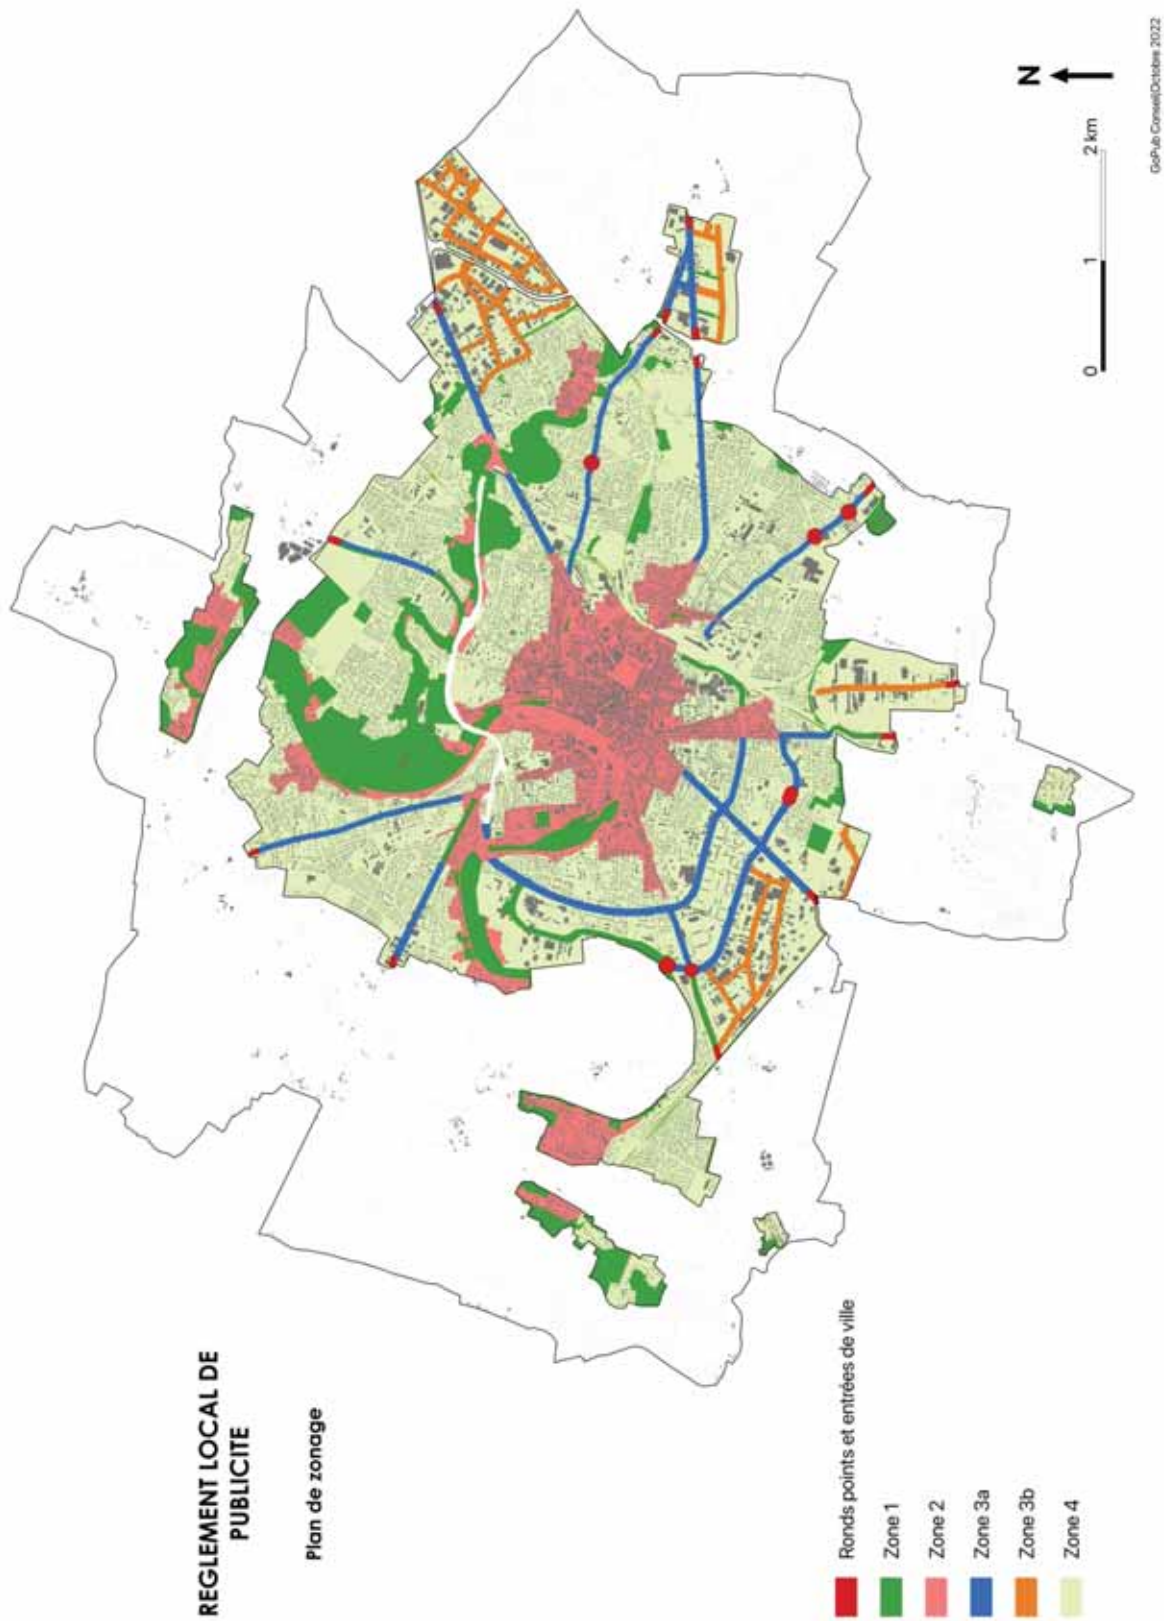 REGLEMENT LOCAL DE
PUBLICITE
Plan de zonage
Ronds points et entrées de ville
Zone 1
Zone 2
Zone 3a
Zone 3b
Zone 4
N
0 1 2 km
GoPub Conseil|Octobre 2022